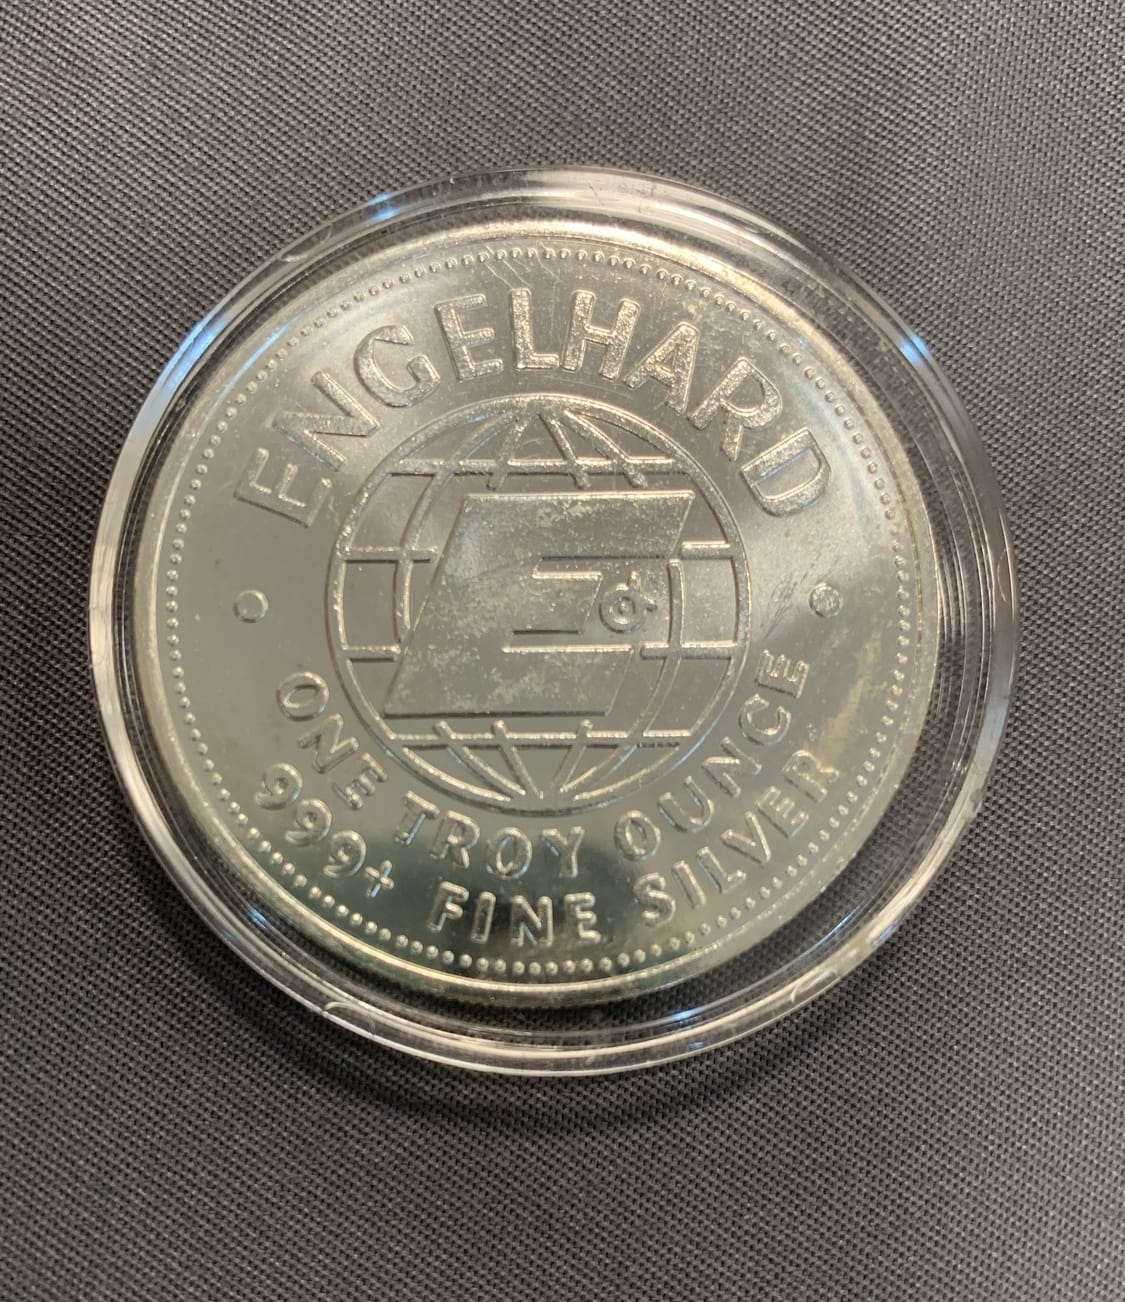 ENGELHARD
E
ONE TROY OUNCE
999+ FINE SILVER